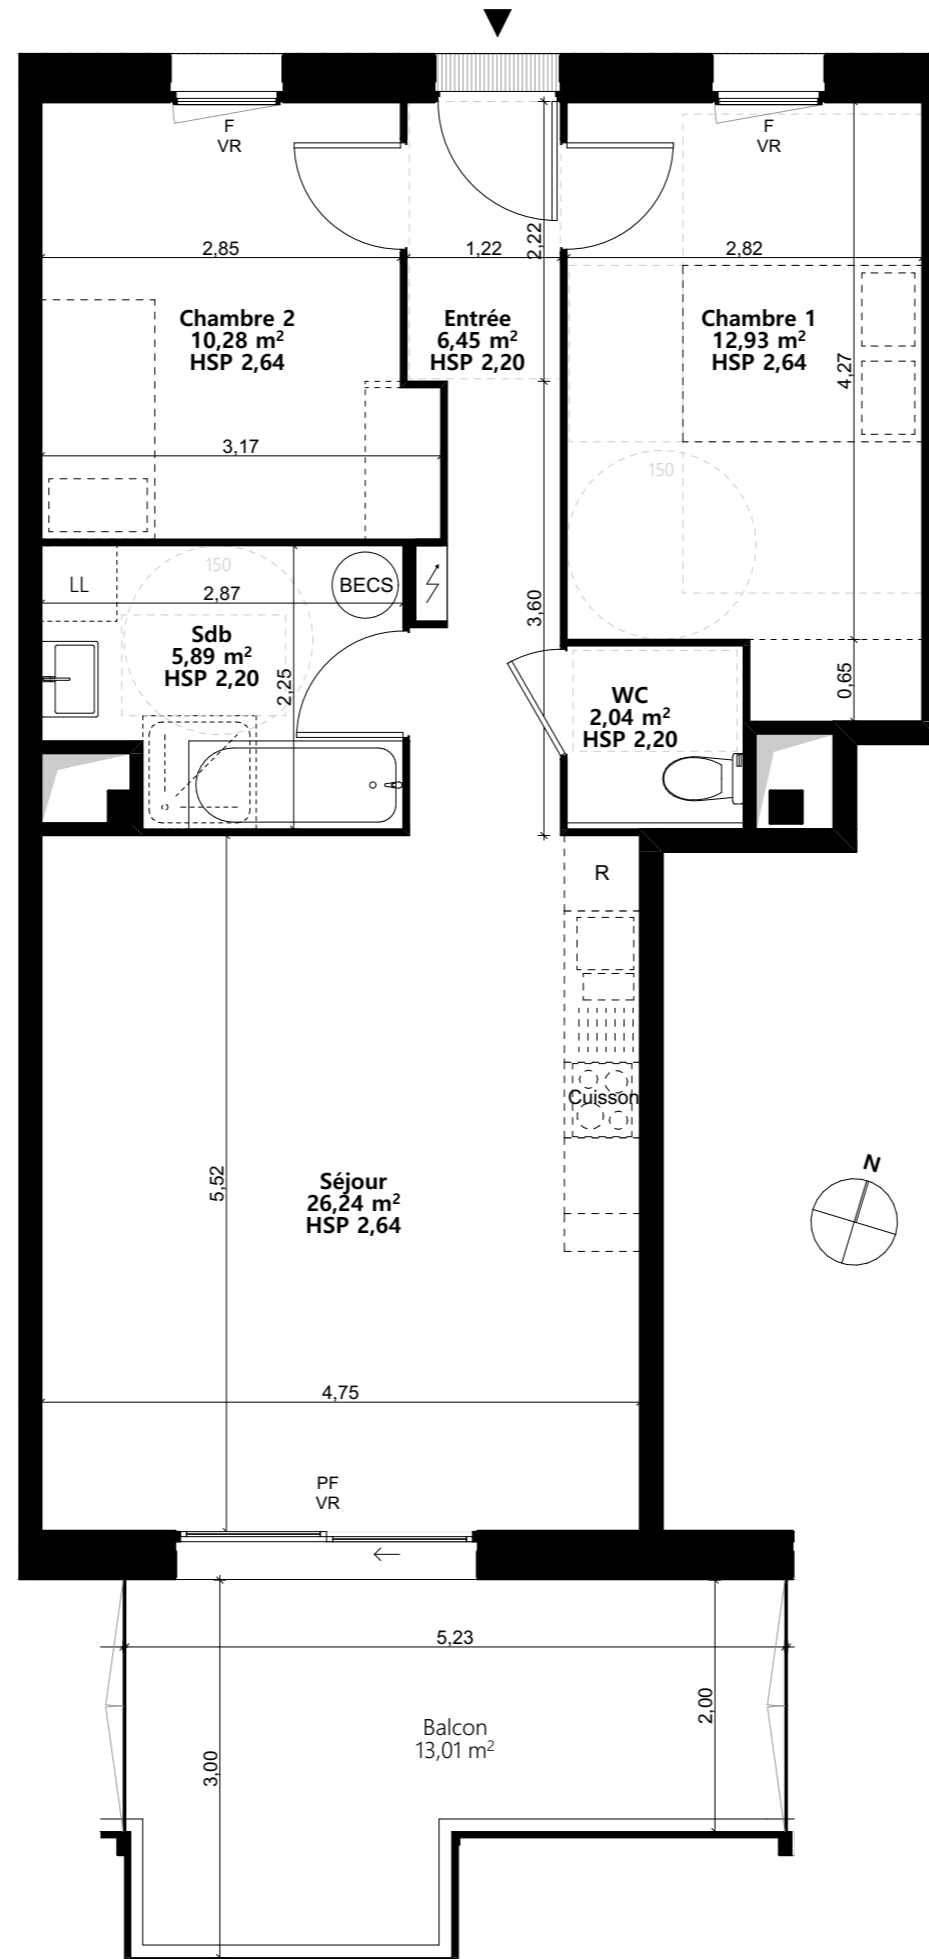 F
VR
F
VR
2,85
1,22
2,22
2,82
Chambre 2
10,28 m²
HSP 2,64
Entrée
6,45 m²
HSP 2,20
Chambre 1
12,93 m²
HSP 2,64
4,27
3,17
150
150
LL
2,87
BECS
3,60
Sdb
5,89 m²
HSP 2,20
2,25
0,65
WC
2,04 m²
HSP 2,20
R
Cuisson
5,52
Séjour
26,24 m²
HSP 2,64
N
4,75
PF
VR
5,23
2,00
3,00
Balcon
13,01 m²